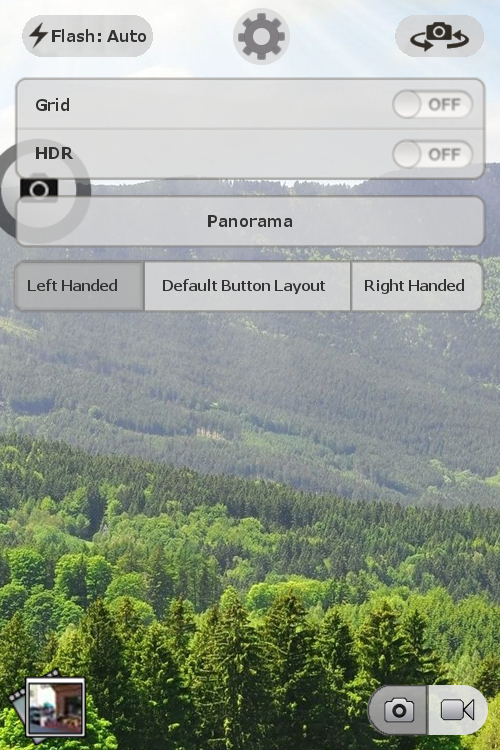 Flash: Auto
Grid OFF
HDR OFF
Panorama
Left Handed Default Button Layout Right Handed